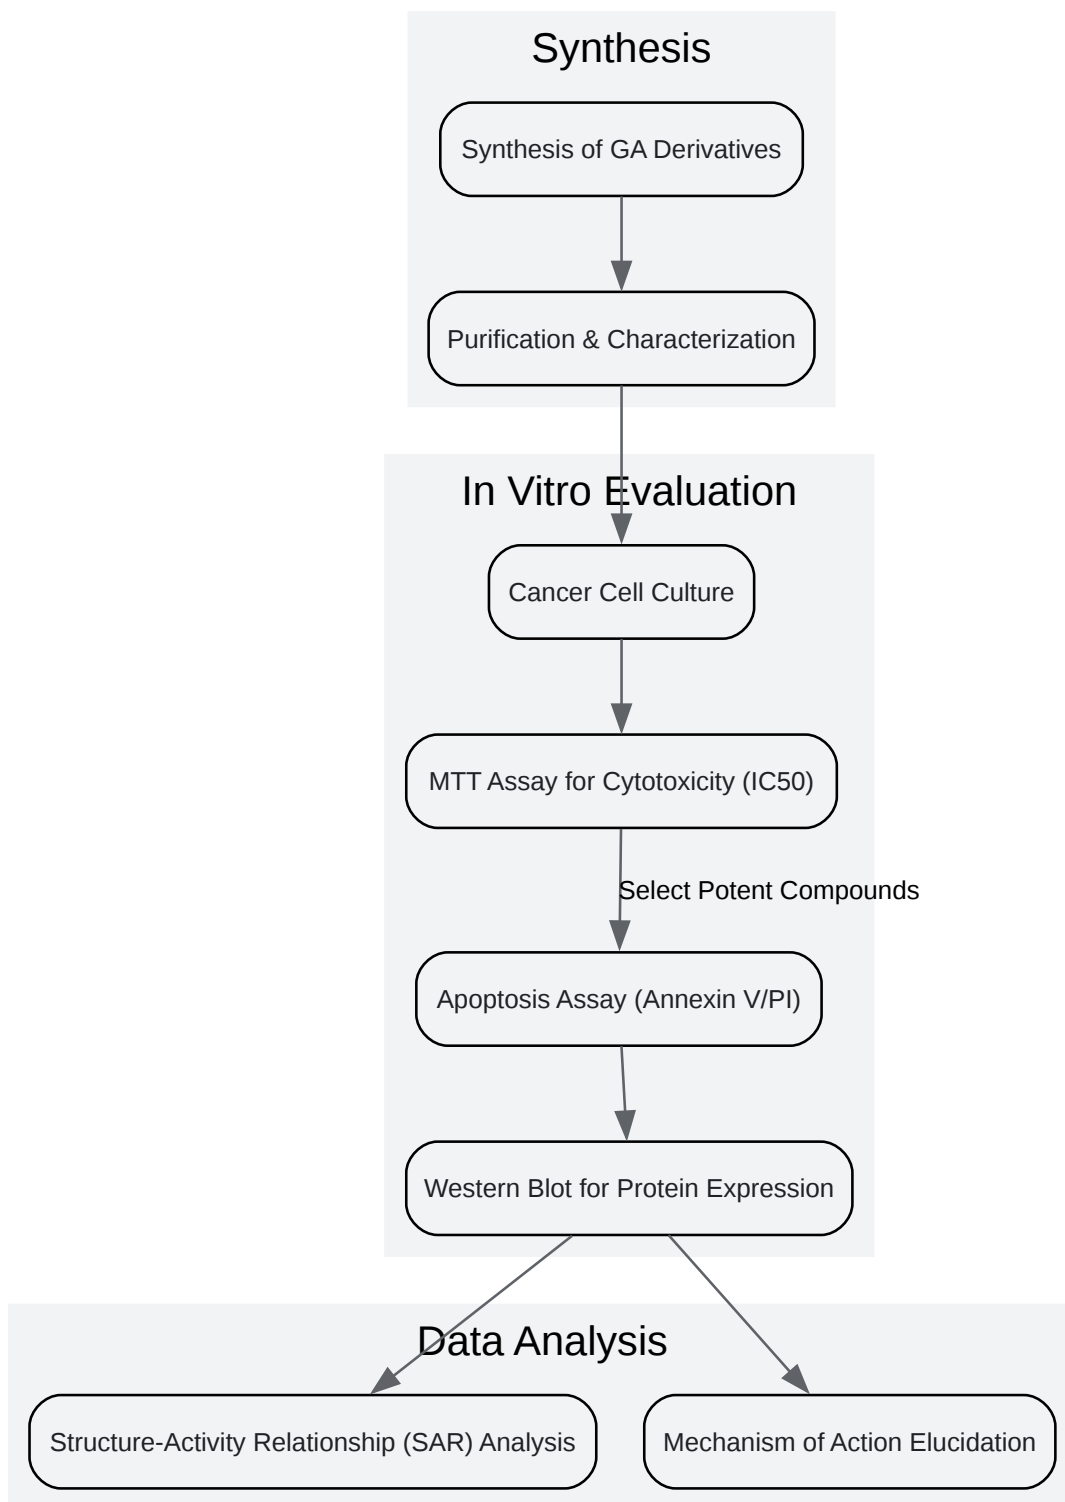 Synthesis
Synthesis of GA Derivatives
Purification & Characterization
In Vitro Evaluation
Cancer Cell Culture
MTT Assay for Cytotoxicity (IC50)
Select Potent Compounds
Apoptosis Assay (Annexin V/PI)
Western Blot for Protein Expression
Data Analysis
Structure-Activity Relationship (SAR) Analysis
Mechanism of Action Elucidation